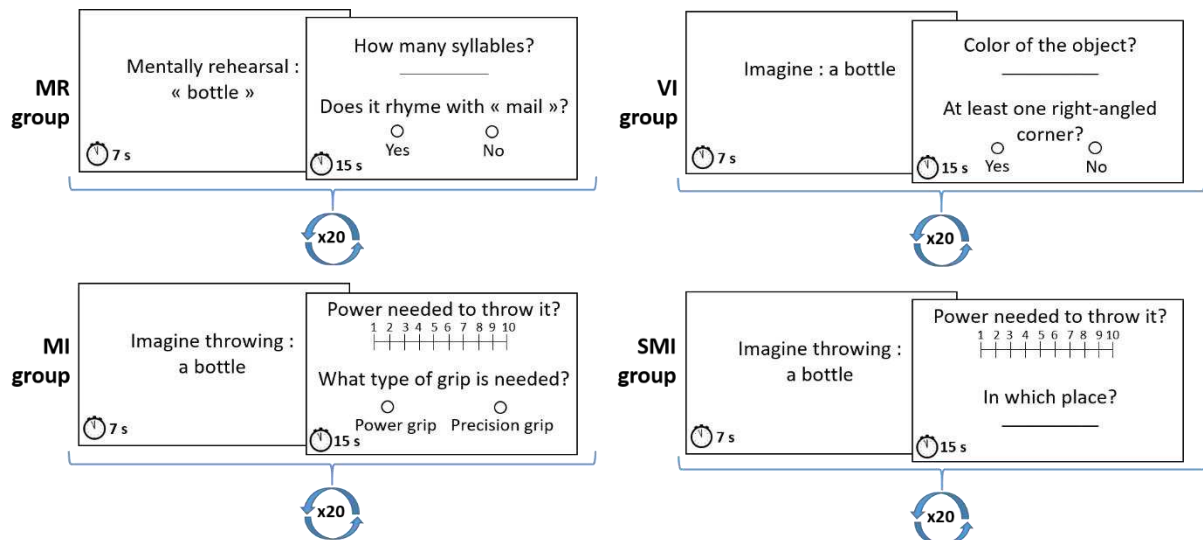 MR
group
Mentally rehearsal :
« bottle »
7 s
How many syllables?
Does it rhyme with « mail »?
Yes No
15 s
x20
VI
group
Imagine : a bottle
7 s
Color of the object?
At least one right-angled
corner?
Yes No
15 s
x20
MI
group
Imagine throwing :
a bottle
7 s
Power needed to throw it?
1 2 3 4 5 6 7 8 9 10
What type of grip is needed?
Power grip Precision grip
15 s
x20
SMI
group
Imagine throwing :
a bottle
7 s
Power needed to throw it?
1 2 3 4 5 6 7 8 9 10
In which place?
15 s
x20